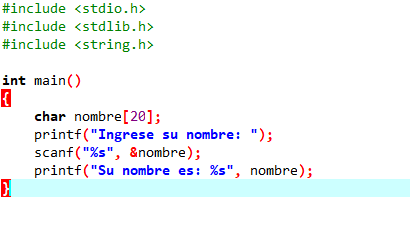 #include <stdio.h>
#include <stdlib.h>
#include <string.h>
int main()
{
char nombre[20];
printf("Ingrese su nombre: ");
scanf("%s", &nombre);
printf("Su nombre es: %s", nombre);
}